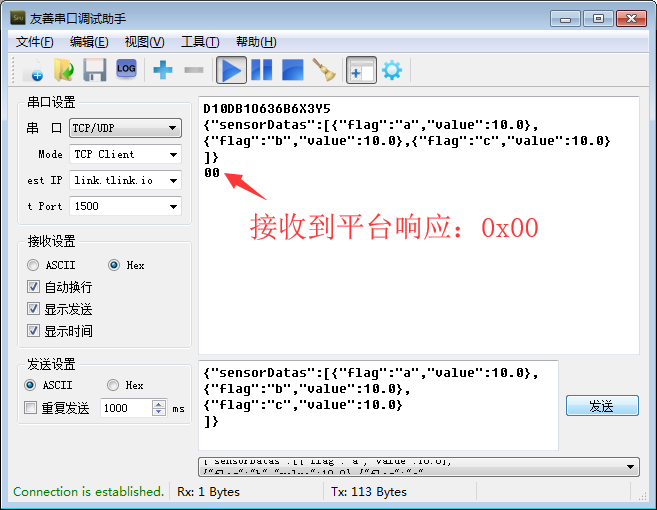 友善串口调试助手
文件(F) 编辑(E) 视图(V) 工具(T) 帮助(H)
LOG
串口设置
串 口 TCP/UDP
Mode TCP Client
est IP link.tlink.io
t Port 1500
接收设置
ASCII Hex
自动换行
显示发送
显示时间
发送设置
ASCII Hex
重复发送 1000 ms
D10DB1O636B6X3Y5
{"sensorDatas":[{"flag":"a","value":10.0},
{"flag":"b","value":10.0},{"flag":"c","value":10.0}
]}
00
接收到平台响应：0x00
{"sensorDatas":[{"flag":"a","value":10.0},
{"flag":"b","value":10.0},
{"flag":"c","value":10.0}
]}
发送
Connection is established. Rx: 1 Bytes Tx: 113 Bytes